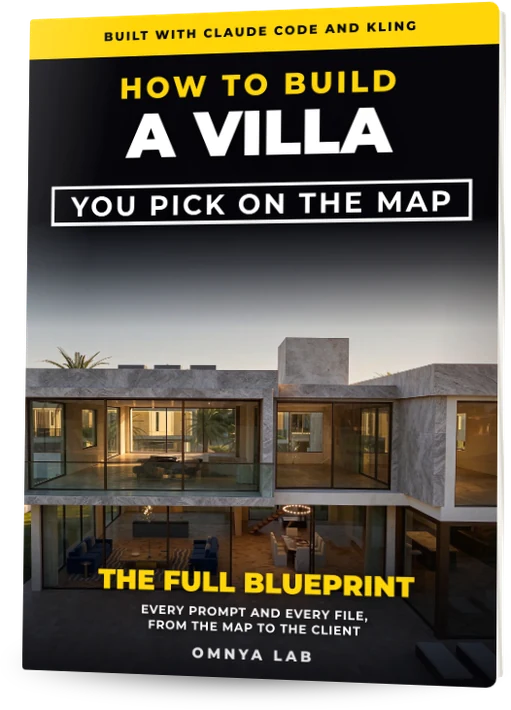 BUILT WITH CLAUDE CODE AND KLING
HOW TO BUILD
A VILLA
YOU PICK ON THE MAP
THE FULL BLUEPRINT
EVERY PROMPT AND EVERY FILE,
FROM THE MAP TO THE CLIENT
OMNYA LAB